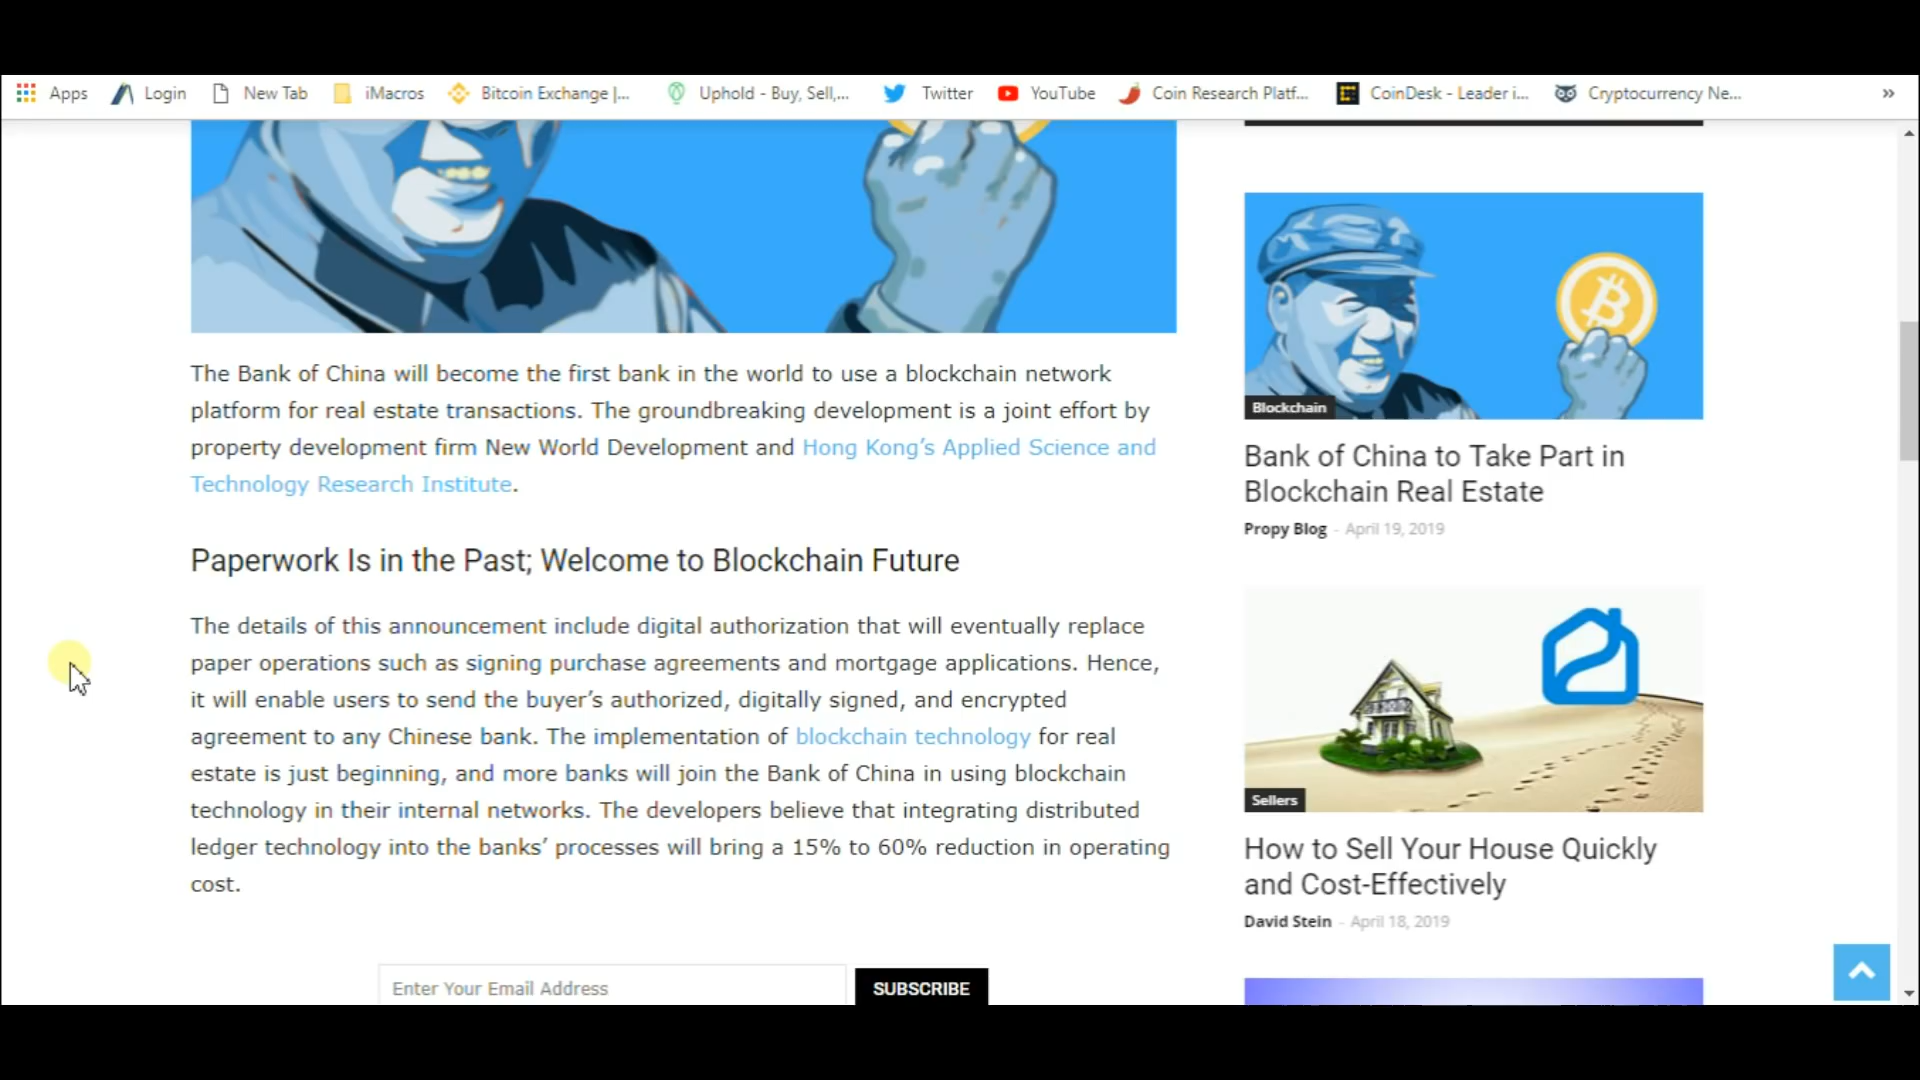 Apps Login New Tab iMacros Bitcoin Exchange |... Uphold - Buy, Sell,... Twitter YouTube Coin Research Platf... CoinDesk - Leader i... Cryptocurrency Ne... »
The Bank of China will become the first bank in the world to use a blockchain network
platform for real estate transactions. The groundbreaking development is a joint effort by
property development firm New World Development and Hong Kong's Applied Science and
Technology Research Institute.
Paperwork Is in the Past; Welcome to Blockchain Future
The details of this announcement include digital authorization that will eventually replace
paper operations such as signing purchase agreements and mortgage applications. Hence,
it will enable users to send the buyer's authorized, digitally signed, and encrypted
agreement to any Chinese bank. The implementation of blockchain technology for real
estate is just beginning, and more banks will join the Bank of China in using blockchain
technology in their internal networks. The developers believe that integrating distributed
ledger technology into the banks' processes will bring a 15% to 60% reduction in operating
cost.
Enter Your Email Address
SUBSCRIBE
Blockchain
Bank of China to Take Part in
Blockchain Real Estate
Propy Blog - April 19, 2019
Sellers
How to Sell Your House Quickly
and Cost-Effectively
David Stein - April 18, 2019